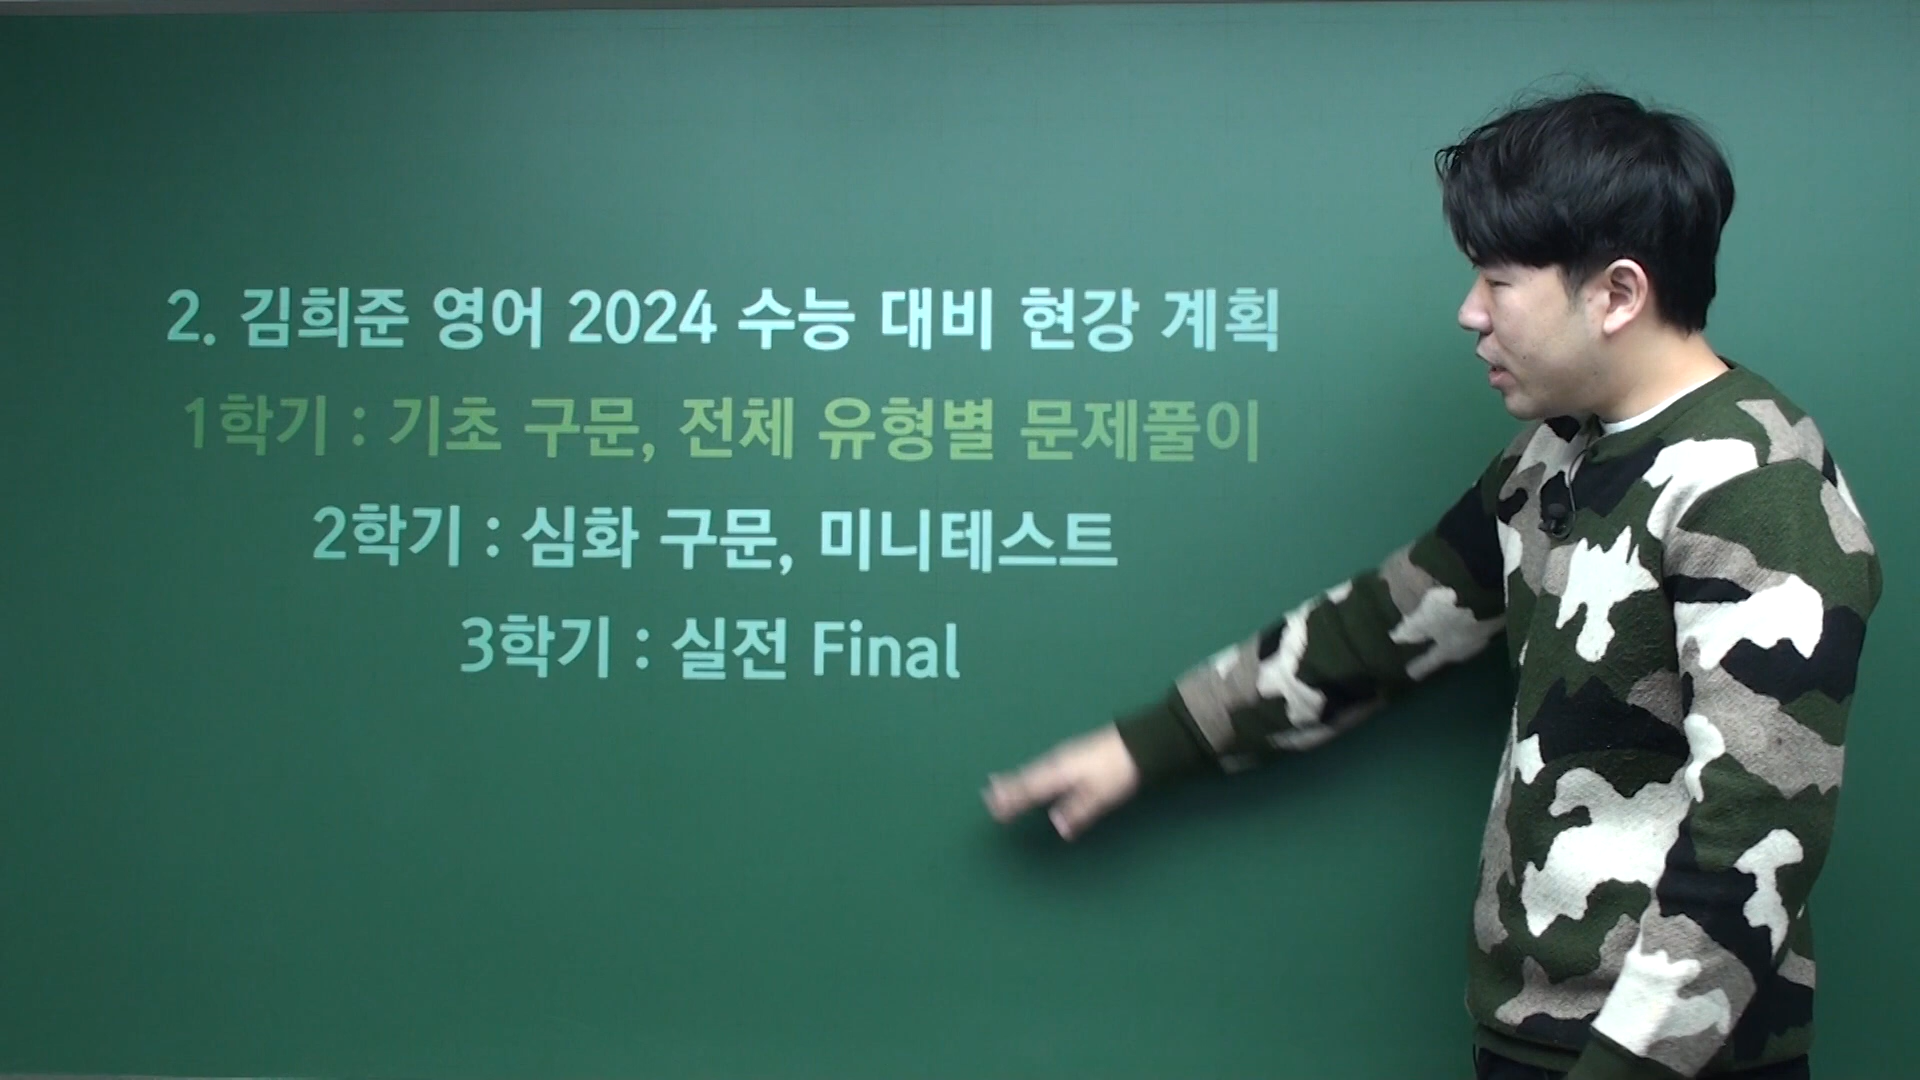 2. 김희준 영어 2024 수능 대비 현강 계획
1학기 : 기초 구문, 전체 유형별 문제풀이
2학기 : 심화 구문, 미니테스트
3학기 : 실전 Final